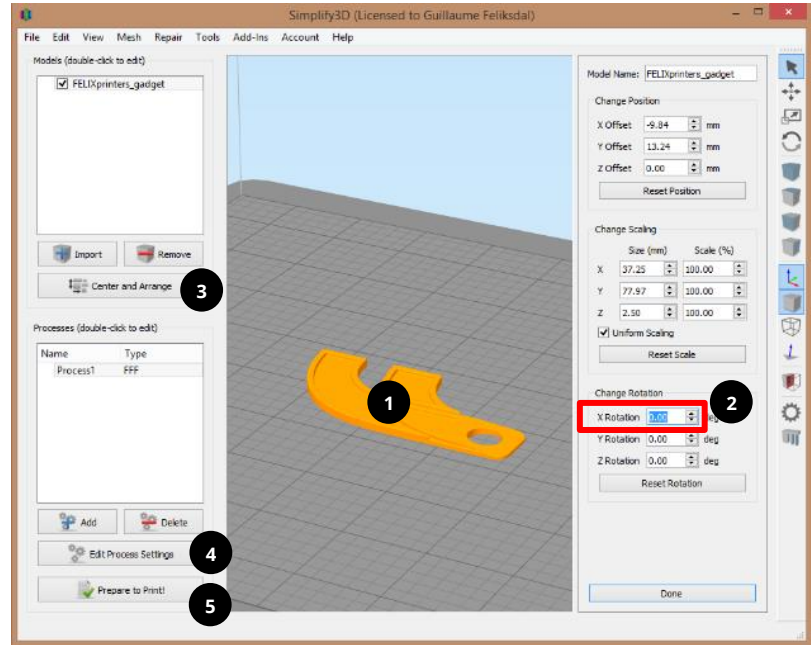 Simplify3D (Licensed to Guillaume Feliksdal)
File Edit View Mesh Repair Tools Add-Ins Account Help
Models (double-click to edit)
FELIXprinters_gadget
Import Remove
Center and Arrange
3
Processes (double-click to edit)
Name Type
Process1 FFF
Add Delete
Edit Process Settings
4
Prepare to Print!
5
1
Model Name: FELIXprinters_gadget
Change Position
X Offset -9.84 mm
Y Offset 13.24 mm
Z Offset 0.00 mm
Reset Position
Change Scaling
Size (mm) Scale (%)
X 37.25 100.00
Y 77.97 100.00
Z 2.50 100.00
Uniform Scaling
Reset Scale
Change Rotation
2
X Rotation 0.00 deg
Y Rotation 0.00 deg
Z Rotation 0.00 deg
Reset Rotation
Done